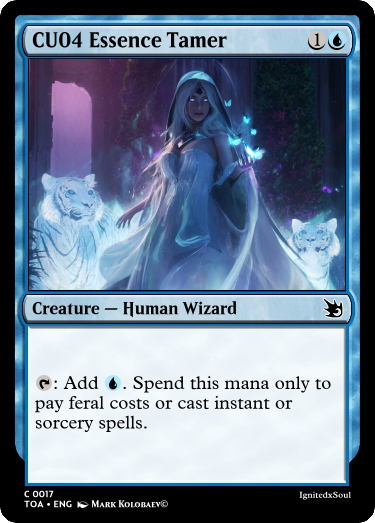 CU04 Essence Tamer 1
Creature — Human Wizard
: Add . Spend this mana only to
pay feral costs or cast instant or
sorcery spells.
C 0017
TOA • ENG Mark Kolobaev©
IgnitedxSoul